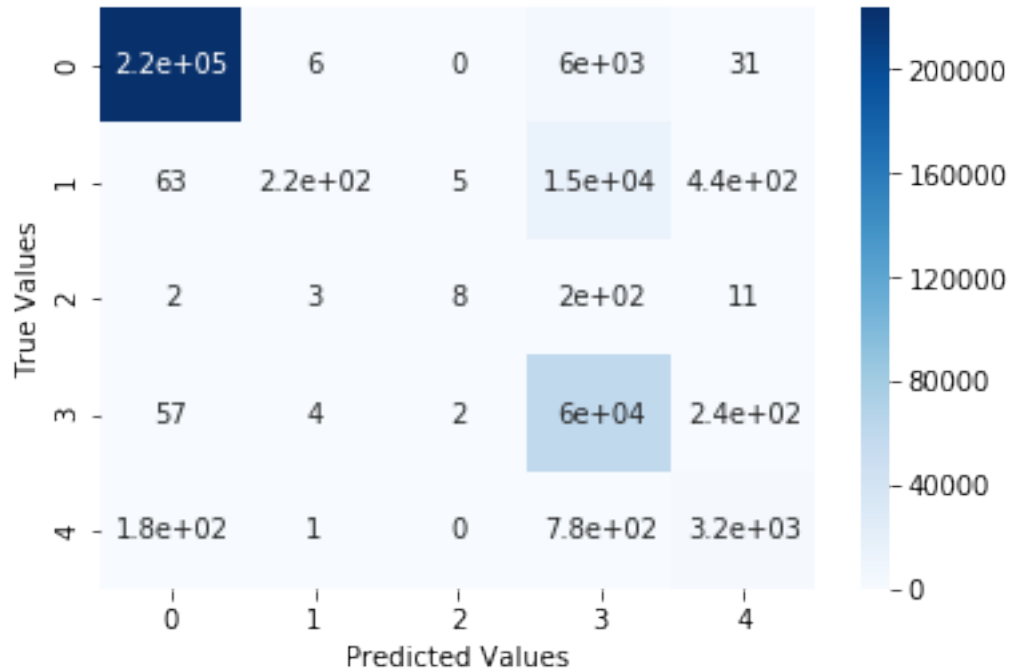 0 2.2e+05 6 0 6e+03 31
1 63 2.2e+02 5 1.5e+04 4.4e+02
2 2 3 8 2e+02 11
3 57 4 2 6e+04 2.4e+02
4 1.8e+02 1 0 7.8e+02 3.2e+03
0 1 2 3 4
True Values
Predicted Values
200000
160000
120000
80000
40000
0